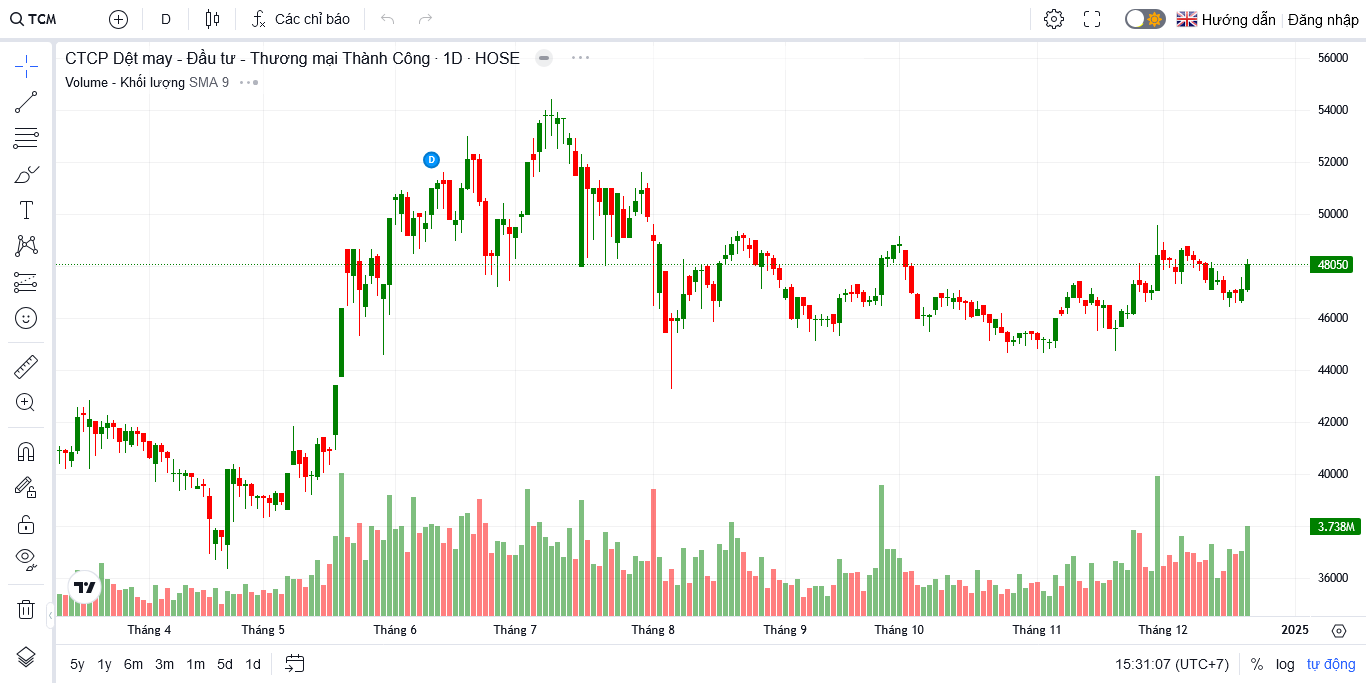 TCM D Các chỉ báo Hướng dẫn Đăng nhập
CTCP Dệt may - Đầu tư - Thương mại Thành Công · 1D · HOSE
Volume - Khối lượng SMA 9
D
56000
54000
52000
50000
48050
46000
44000
42000
40000
3.738M
36000
Tháng 4 Tháng 5 Tháng 6 Tháng 7 Tháng 8 Tháng 9 Tháng 10 Tháng 11 Tháng 12 2025
5y 1y 6m 3m 1m 5d 1d 15:31:07 (UTC+7) % log tự động